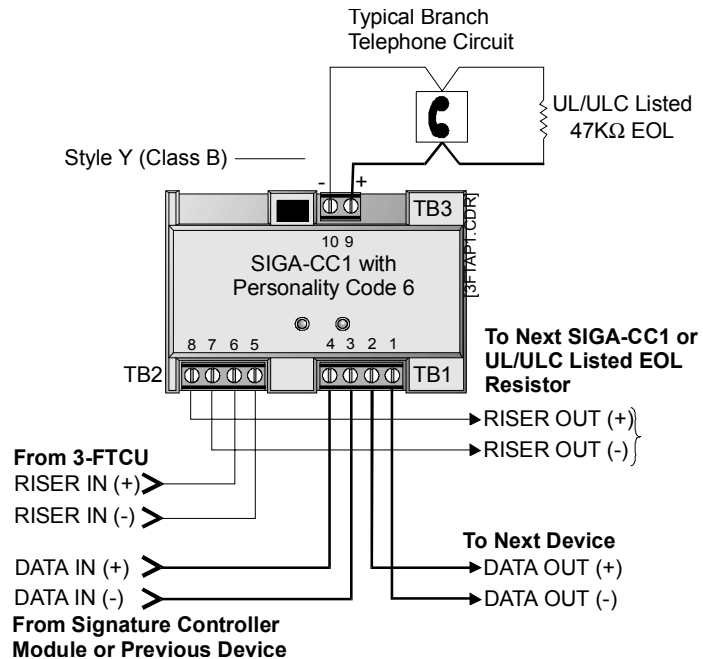 Typical Branch
Telephone Circuit
UL/ULC Listed
47KΩ EOL
Style Y (Class B)
- +
TB3
[3FTAP1.CDR]
10 9
SIGA-CC1 with
Personality Code 6
8 7 6 5
4 3 2 1
TB2
TB1
To Next SIGA-CC1 or
UL/ULC Listed EOL
Resistor
RISER OUT (+)
RISER OUT (-)
From 3-FTCU
RISER IN (+)
RISER IN (-)
To Next Device
DATA IN (+)
DATA OUT (+)
DATA IN (-)
DATA OUT (-)
From Signature Controller
Module or Previous Device